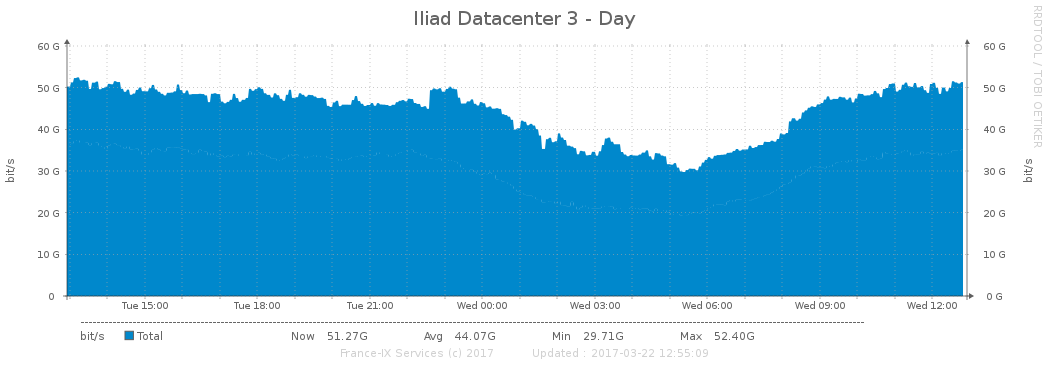 Iliad Datacenter 3 - Day
RRDTOOL / TOBI OETIKER
60 G 60 G
50 G 50 G
40 G 40 G
30 G 30 G
20 G 20 G
10 G 10 G
0 0 G
bit/s bit/s
Tue 15:00 Tue 18:00 Tue 21:00 Wed 00:00 Wed 03:00 Wed 06:00 Wed 09:00 Wed 12:00
bit/s Total Now 51.27G Avg 44.07G Min 29.71G Max 52.40G
France-IX Services (c) 2017 Updated : 2017-03-22 12:55:09